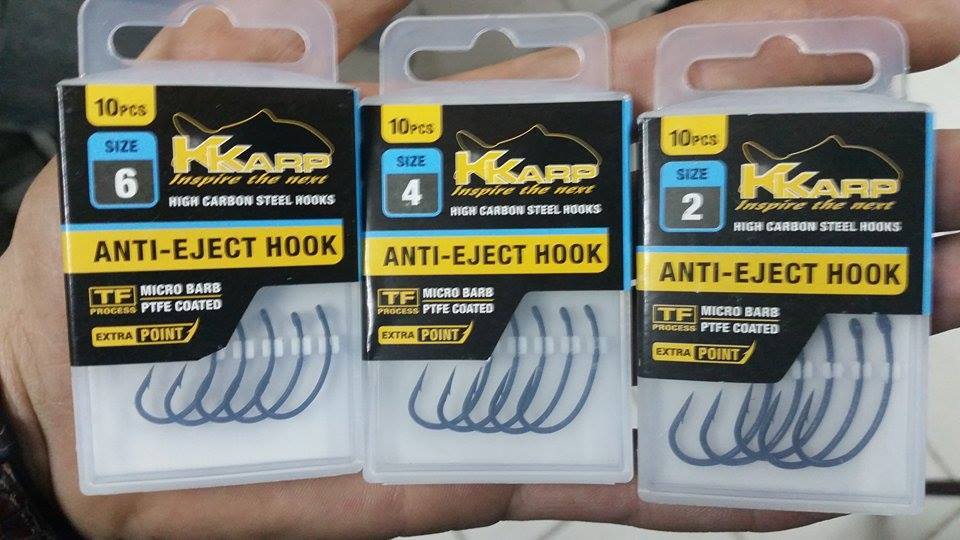 10PCS
SIZE
6
KKARP
Inspire the next
HIGH CARBON STEEL HOOKS
ANTI-EJECT HOOK
TF
PROCESS
MICRO BARB
PTFE COATED
EXTRA POINT
10PCS
SIZE
4
KKARP
Inspire the next
HIGH CARBON STEEL HOOKS
ANTI-EJECT HOOK
TF
PROCESS
MICRO BARB
PTFE COATED
EXTRA POINT
10PCS
SIZE
2
KKARP
Inspire the next
HIGH CARBON STEEL HOOKS
ANTI-EJECT HOOK
TF
PROCESS
MICRO BARB
PTFE COATED
EXTRA POINT